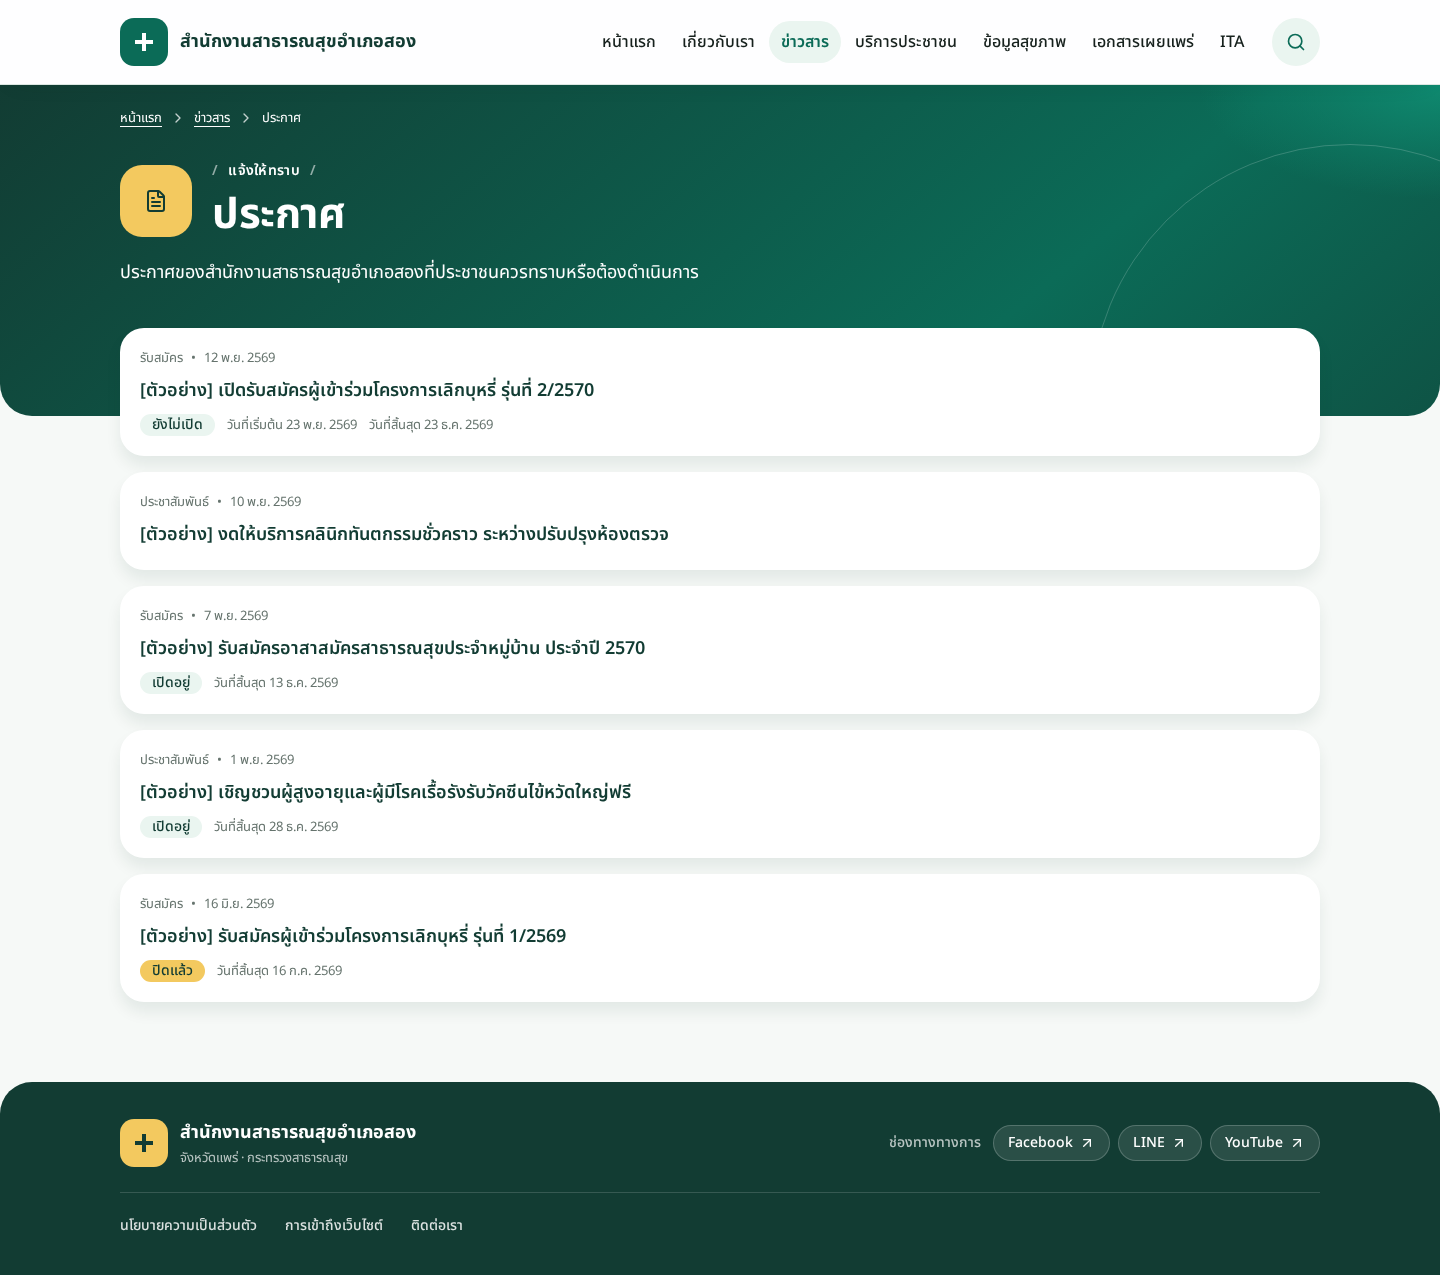 สำนักงานสาธารณสุขอำเภอสอง
หน้าแรก เกี่ยวกับเรา ข่าวสาร บริการประชาชน ข้อมูลสุขภาพ เอกสารเผยแพร่ ITA
หน้าแรก > ข่าวสาร > ประกาศ
/ แจ้งให้ทราบ /
ประกาศ
ประกาศของสำนักงานสาธารณสุขอำเภอสองที่ประชาชนควรทราบหรือต้องดำเนินการ
รับสมัคร • 12 พ.ย. 2569
[ตัวอย่าง] เปิดรับสมัครผู้เข้าร่วมโครงการเลิกบุหรี่ รุ่นที่ 2/2570
ยังไม่เปิด วันที่เริ่มต้น 23 พ.ย. 2569 วันที่สิ้นสุด 23 ธ.ค. 2569
ประชาสัมพันธ์ • 10 พ.ย. 2569
[ตัวอย่าง] งดให้บริการคลินิกทันตกรรมชั่วคราว ระหว่างปรับปรุงห้องตรวจ
รับสมัคร • 7 พ.ย. 2569
[ตัวอย่าง] รับสมัครอาสาสมัครสาธารณสุขประจำหมู่บ้าน ประจำปี 2570
เปิดอยู่ วันที่สิ้นสุด 13 ธ.ค. 2569
ประชาสัมพันธ์ • 1 พ.ย. 2569
[ตัวอย่าง] เชิญชวนผู้สูงอายุและผู้มีโรคเรื้อรังรับวัคซีนไข้หวัดใหญ่ฟรี
เปิดอยู่ วันที่สิ้นสุด 28 ธ.ค. 2569
รับสมัคร • 16 มิ.ย. 2569
[ตัวอย่าง] รับสมัครผู้เข้าร่วมโครงการเลิกบุหรี่ รุ่นที่ 1/2569
ปิดแล้ว วันที่สิ้นสุด 16 ก.ค. 2569
สำนักงานสาธารณสุขอำเภอสอง
จังหวัดแพร่ · กระทรวงสาธารณสุข
ช่องทางทางการ Facebook LINE YouTube
นโยบายความเป็นส่วนตัว การเข้าถึงเว็บไซต์ ติดต่อเรา